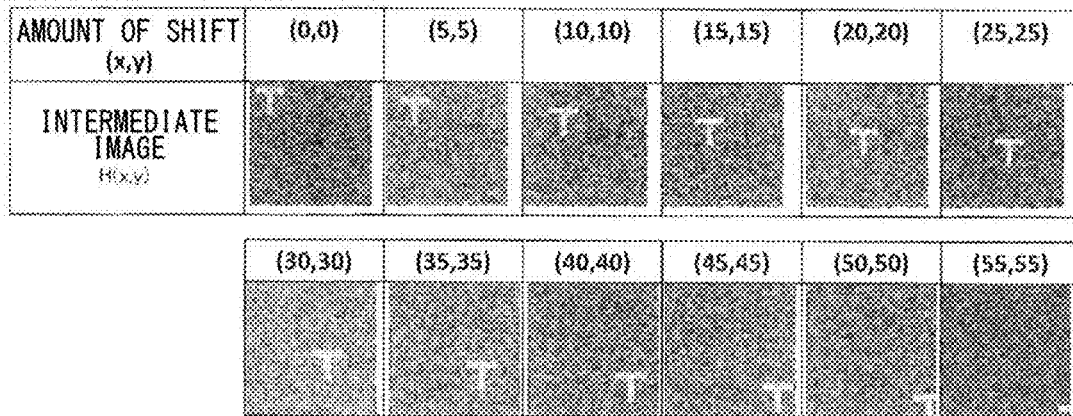 AMOUNT OF SHIFT (0,0) (5,5) (10,10) (15,15) (20,20) (25,25)
(x,y)
INTERMEDIATE
IMAGE
H(x,y)
T T T T T T
(30,30) (35,35) (40,40) (45,45) (50,50) (55,55)
T T T T T